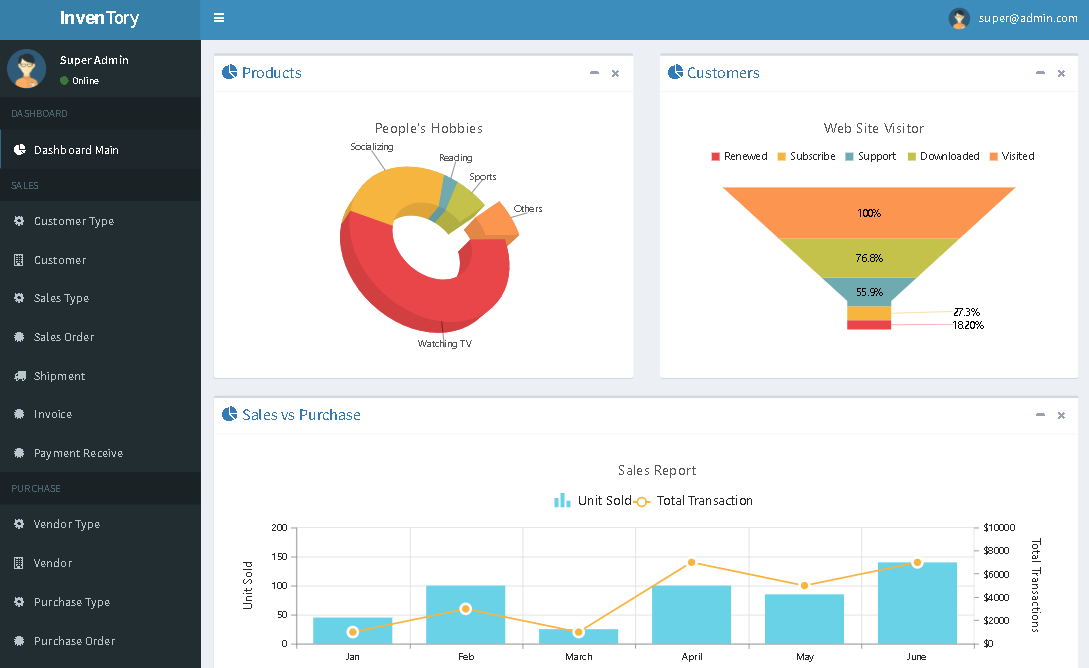 InvenTory
super@admin.com
Super Admin
Online
DASHBOARD
Dashboard Main
SALES
Customer Type
Customer
Sales Type
Sales Order
Shipment
Invoice
Payment Receive
PURCHASE
Vendor Type
Vendor
Purchase Type
Purchase Order
Products
People's Hobbies
Socializing
Reading
Sports
Others
Watching TV
Customers
Web Site Visitor
Renewed Subscribe Support Downloaded Visited
100%
76.8%
55.9%
27.3%
18.20%
Sales vs Purchase
Sales Report
Unit Sold Total Transaction
Unit Sold
200
150
100
50
0
Jan Feb March April May June
$10000
$8000
$6000
$4000
$2000
$0
Total Transactions